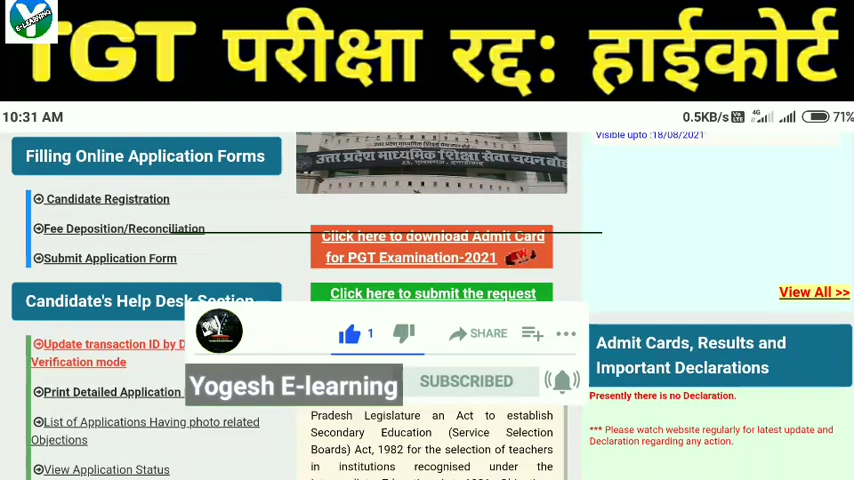 E-LEARNING
TGT परीक्षा रद्द: हाईकोर्ट
10:31 AM
0.5KB/s
4G
71%
Filling Online Application Forms
Candidate Registration
Fee Deposition/Reconciliation
Submit Application Form
Candidate's Help Desk Section
Update transaction ID by D
Verification mode
Print Detailed Application
List of Applications Having photo related
Objections
View Application Status
उत्तर प्रदेश माध्यमिक शिक्षा सेवा चयन बोर्ड
Click here to download Admit Card
for PGT Examination-2021
Click here to submit the request
1
SHARE
Yogesh E-learning
SUBSCRIBED
Pradesh Legislature an Act to establish
Secondary Education (Service Selection
Boards) Act, 1982 for the selection of teachers
in institutions recognised under the
Visible upto :18/08/2021
View All >>
Admit Cards, Results and
Important Declarations
Presently there is no Declaration.
*** Please watch website regularly for latest update and
Declaration regarding any action.